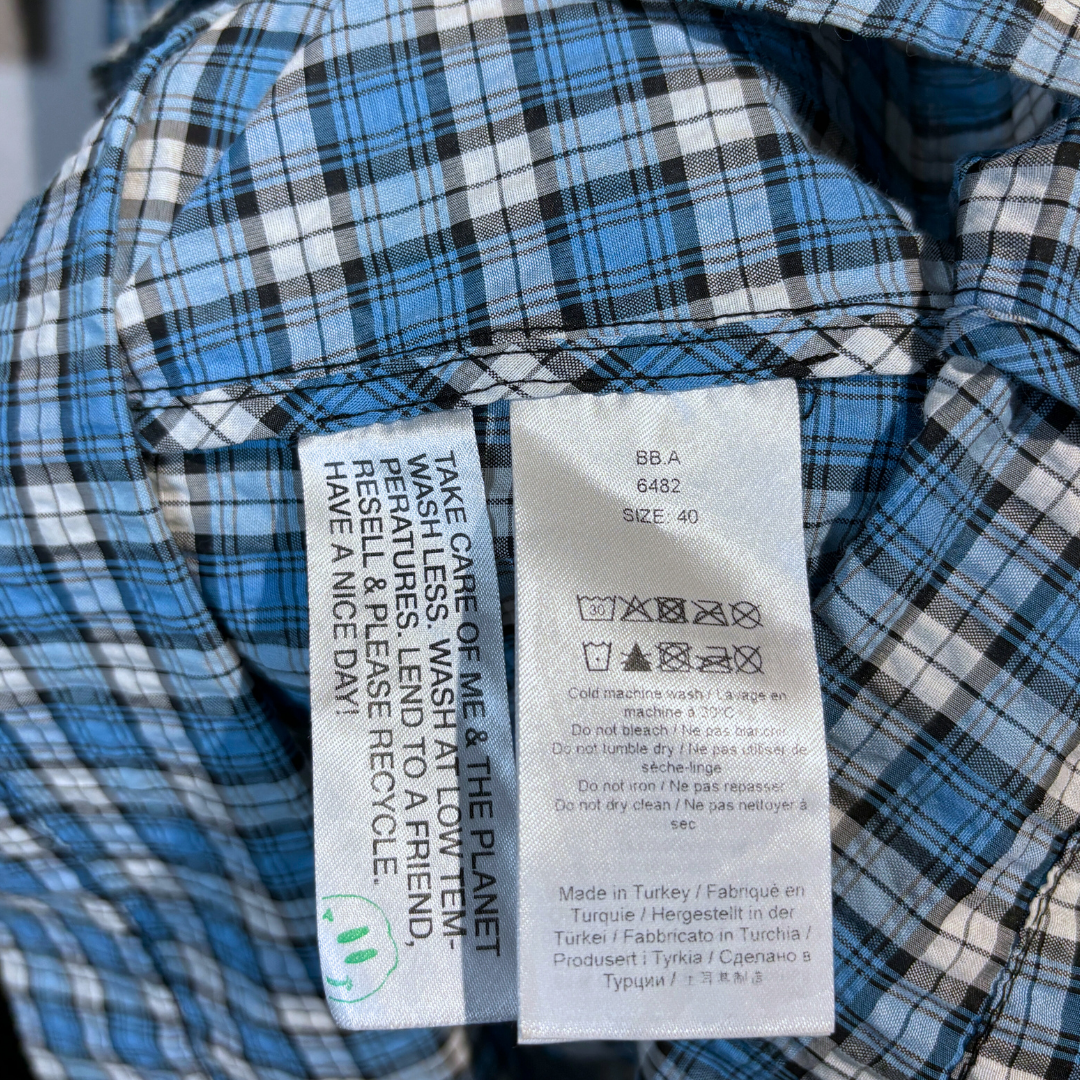 TAKE CARE OF ME & THE PLANET
WASH LESS. WASH AT LOW TEM-
PERATURES. LEND TO A FRIEND,
RESELL & PLEASE RECYCLE.
HAVE A NICE DAY!
BB.A
6482
SIZE: 40
30
Cold machine wash / Lavage en
machine à 30°C
Do not bleach / Ne pas blanchir
Do not tumble dry / Ne pas utiliser de
sèche-linge
Do not iron / Ne pas repasser
Do not dry clean / Ne pas nettoyer à
sec
Made in Turkey / Fabriqué en
Turquie / Hergestellt in der
Türkei / Fabbricato in Turchia /
Produsert i Tyrkia / Сделано в
Турции /